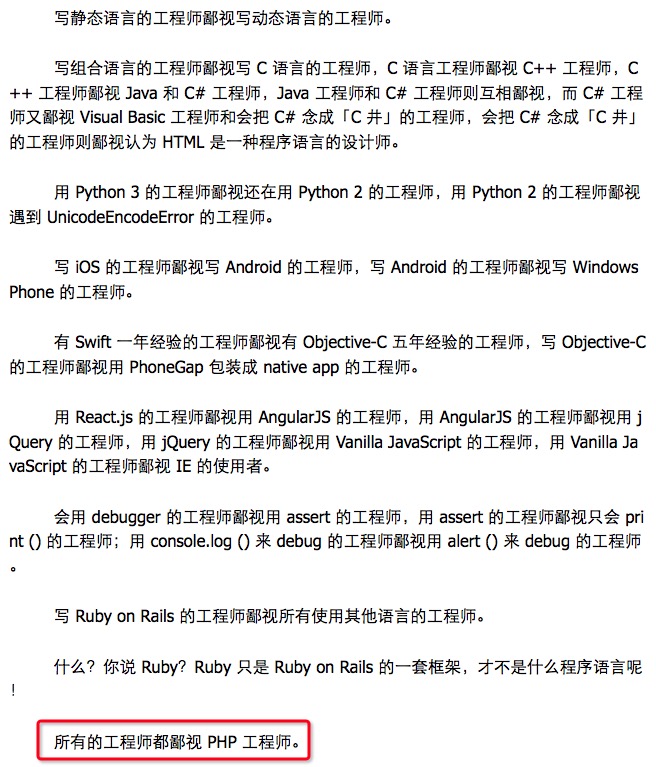 写静态语言的工程师鄙视写动态语言的工程师。
写组合语言的工程师鄙视写 C 语言的工程师，C 语言工程师鄙视 C++ 工程师，C
++ 工程师鄙视 Java 和 C# 工程师，Java 工程师和 C# 工程师则互相鄙视，而 C# 工程
师又鄙视 Visual Basic 工程师和会把 C# 念成「C 井」的工程师，会把 C# 念成「C 井」
的工程师则鄙视认为 HTML 是一种程序语言的设计师。
用 Python 3 的工程师鄙视还在用 Python 2 的工程师，用 Python 2 的工程师鄙视
遇到 UnicodeEncodeError 的工程师。
写 iOS 的工程师鄙视写 Android 的工程师，写 Android 的工程师鄙视写 Windows
Phone 的工程师。
有 Swift 一年经验的工程师鄙视有 Objective-C 五年经验的工程师，写 Objective-C
的工程师鄙视用 PhoneGap 包装成 native app 的工程师。
用 React.js 的工程师鄙视用 AngularJS 的工程师，用 AngularJS 的工程师鄙视用 j
Query 的工程师，用 jQuery 的工程师鄙视用 Vanilla JavaScript 的工程师，用 Vanilla Ja
vaScript 的工程师鄙视 IE 的使用者。
会用 debugger 的工程师鄙视用 assert 的工程师，用 assert 的工程师鄙视只会 pri
nt () 的工程师；用 console.log () 来 debug 的工程师鄙视用 alert () 来 debug 的工程师
。
写 Ruby on Rails 的工程师鄙视所有使用其他语言的工程师。
什么？你说 Ruby？Ruby 只是 Ruby on Rails 的一套框架，才不是什么程序语言呢
！
所有的工程师都鄙视 PHP 工程师。